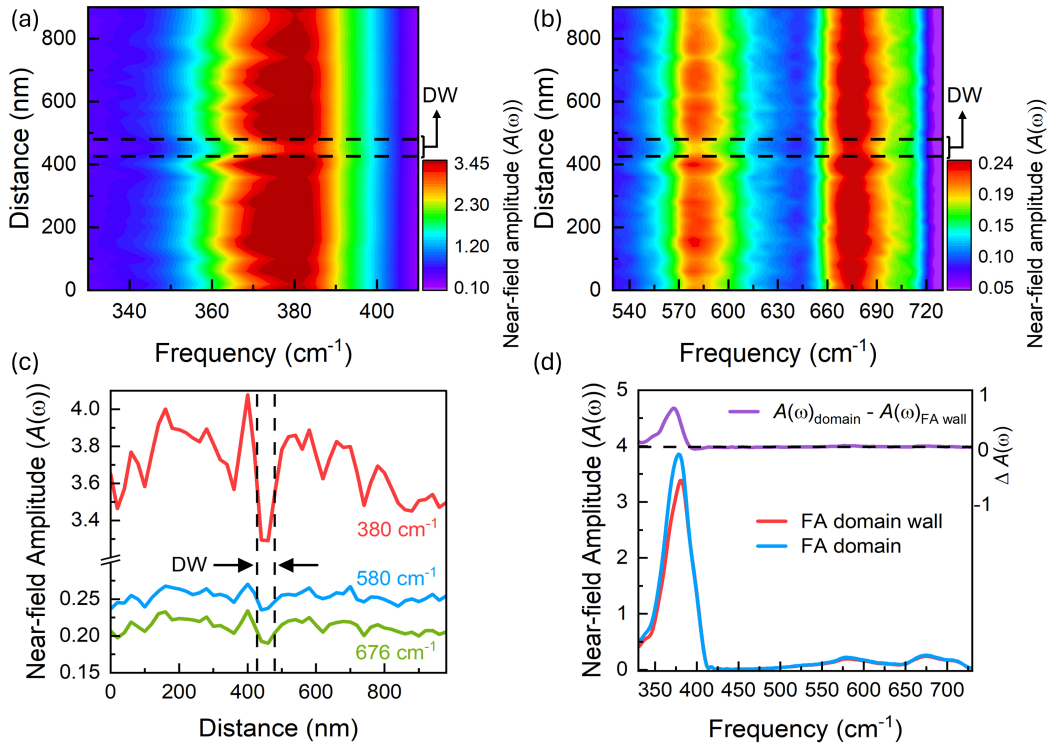 (a)
800
600
400
200
0
Distance (nm)
330
340
360
380
400
Frequency (cm-1)
DW
3.45
2.30
1.20
0.10
Near-field amplitude (A(ω))
(b)
800
600
400
200
0
Distance (nm)
540
570
600
630
660
690
720
Frequency (cm-1)
DW
0.24
0.19
0.14
0.10
0.05
Near-field amplitude (A(ω))
(c)
4.0
3.8
3.6
3.4
0.25
0.20
0.15
Near-field Amplitude (A(ω))
380 cm-1
DW
580 cm-1
676 cm-1
0
200
400
600
800
Distance (nm)
(d)
5
4
3
2
1
0
Near-field Amplitude (A(ω))
A(ω)domain - A(ω)FA wall
1
0
-1
Δ A(ω)
FA domain wall
FA domain
350
400
450
500
550
600
650
700
Frequency (cm-1)